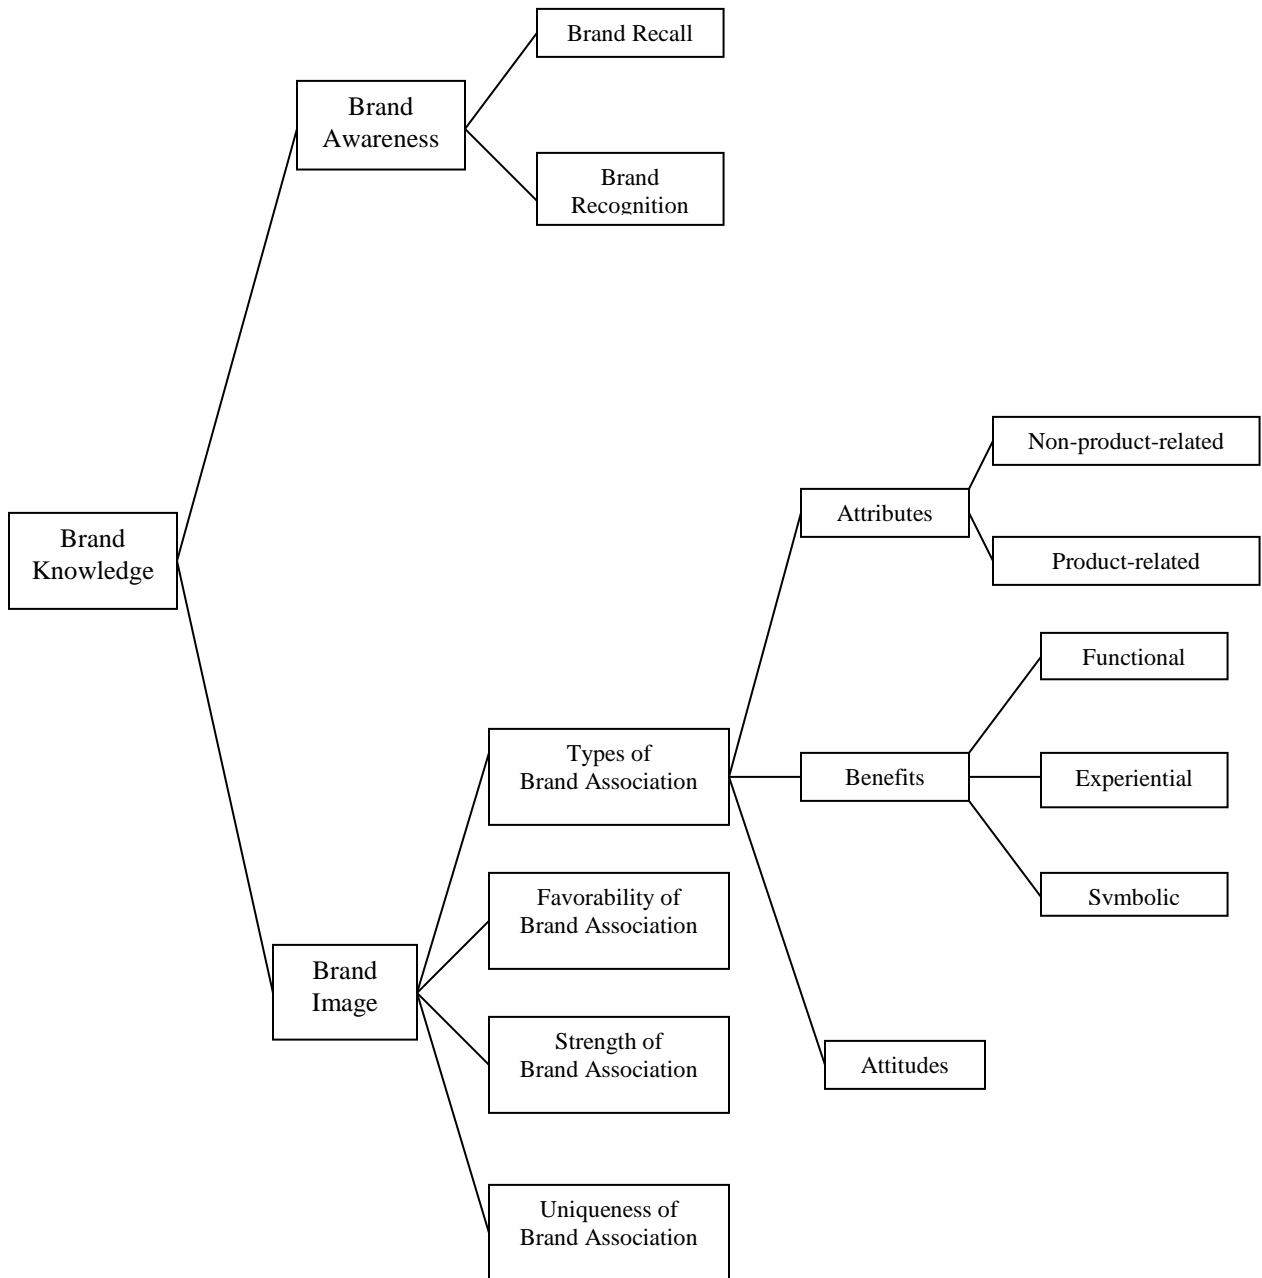 Brand Recall
Brand
Awareness
Brand
Recognition
Non-product-related
Attributes
Brand
Knowledge
Product-related
Functional
Types of
Brand Association
Benefits
Experiential
Favorability of
Brand Association
Symbolic
Brand
Image
Strength of
Brand Association
Attitudes
Uniqueness of
Brand Association